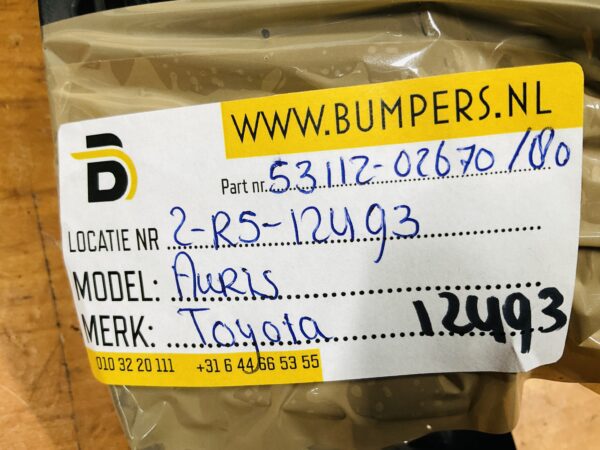 WWW.BUMPERS.NL
B
Part nr. 53112-02670/00
LOCATIE NR 2-R5-12493
MODEL: Auris
MERK: Toyota 12493
010 32 20 111 +31 6 44 66 53 55